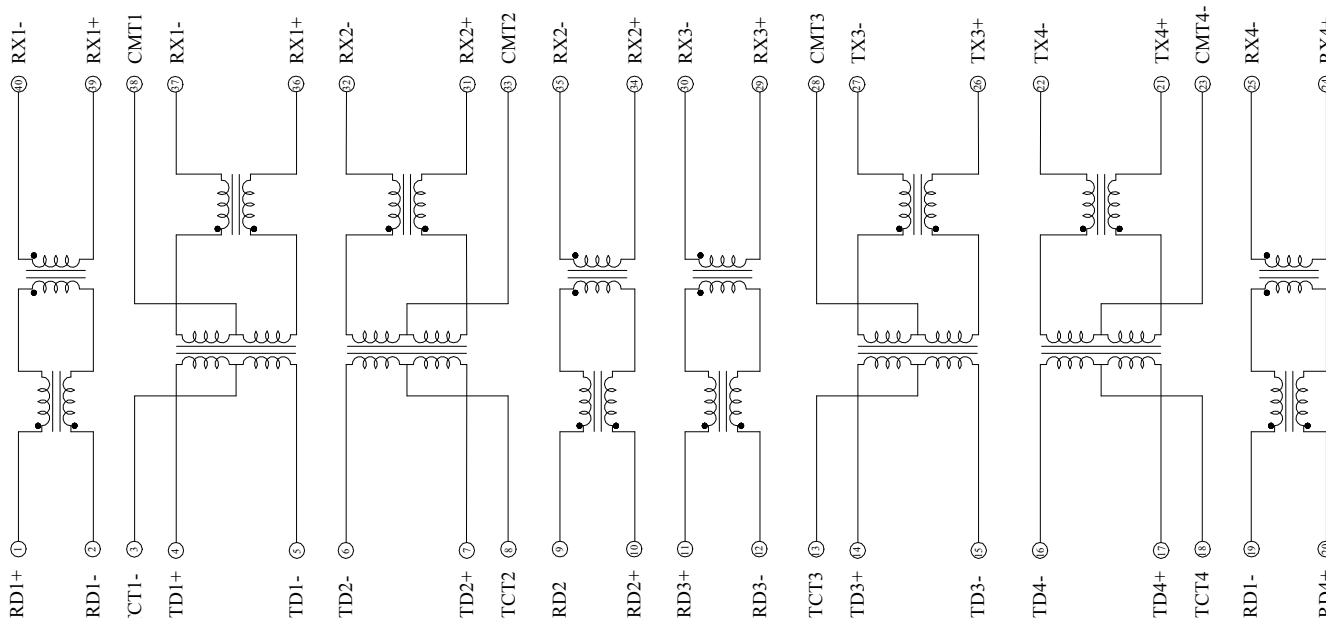 RX1-
RX1+
CMT1
RX1-
RX1+
RX2-
RX2+
CMT2
RX2-
RX2+
RX3-
RX3+
CMT3
TX3-
TX3+
TX4-
TX4+
CMT4-
RX4-
RX4+
40
39
38
37
36
32
31
33
35
34
30
29
28
27
26
22
21
23
25
24
1
2
3
4
5
6
7
8
9
10
11
12
13
14
15
16
17
18
19
20
RD1+
RD1-
TCT1-
TD1+
TD1-
TD2-
TD2+
TCT2
RD2
RD2+
RD3+
RD3-
TCT3
TD3+
TD3-
TD4-
TD4+
TCT4
RD1-
RD4+